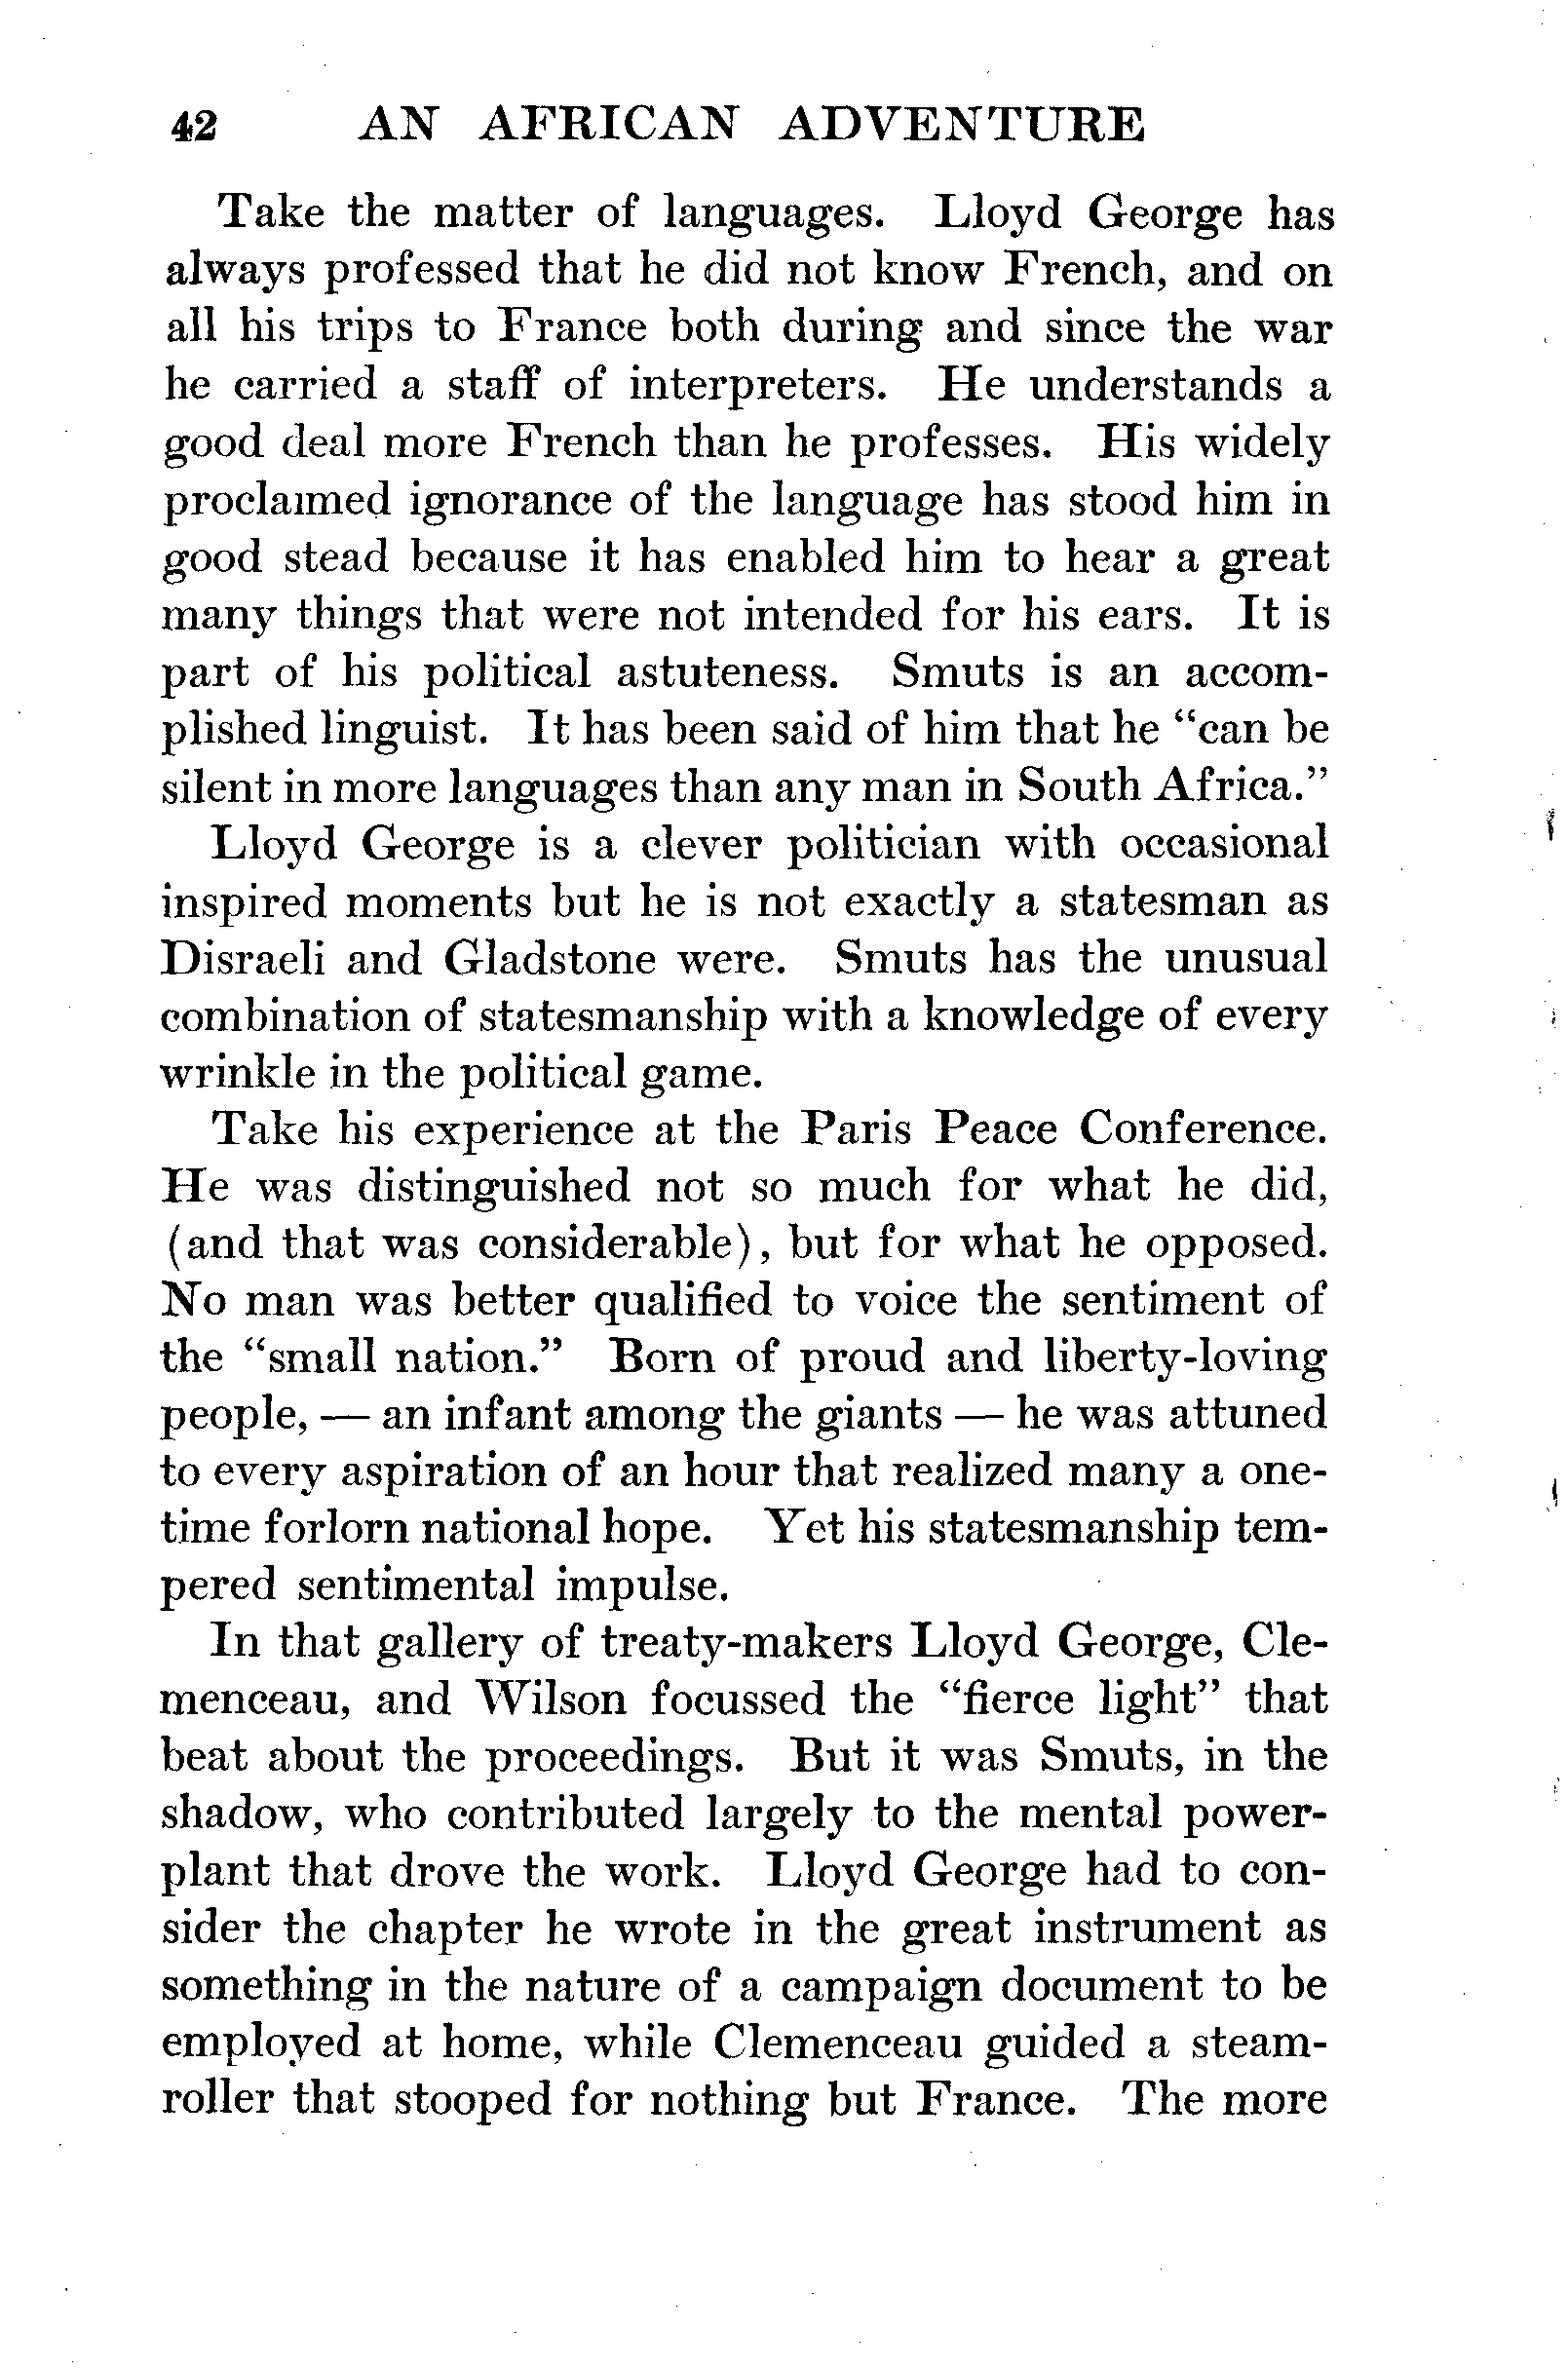 42 AN AFRICAN ADVENTURE
Take the matter of languages. Lloyd George has
always professed that he did not know French, and on
all his trips to France both during and since the war
he carried a staff of interpreters. He understands a
good deal more French than he professes. His widely
proclaimed ignorance of the language has stood him in
good stead because it has enabled him to hear a great
many things that were not intended for his ears. It is
part of his political astuteness. Smuts is an accom-
plished linguist. It has been said of him that he "can be
silent in more languages than any man in South Africa."
Lloyd George is a clever politician with occasional
inspired moments but he is not exactly a statesman as
Disraeli and Gladstone were. Smuts has the unusual
combination of statesmanship with a knowledge of every
wrinkle in the political game.
Take his experience at the Paris Peace Conference.
He was distinguished not so much for what he did,
(and that was considerable), but for what he opposed.
No man was better qualified to voice the sentiment of
the "small nation." Born of proud and liberty-loving
people, — an infant among the giants — he was attuned
to every aspiration of an hour that realized many a one-
time forlorn national hope. Yet his statesmanship tem-
pered sentimental impulse.
In that gallery of treaty-makers Lloyd George, Cle-
menceau, and Wilson focussed the "fierce light" that
beat about the proceedings. But it was Smuts, in the
shadow, who contributed largely to the mental power-
plant that drove the work. Lloyd George had to con-
sider the chapter he wrote in the great instrument as
something in the nature of a campaign document to be
employed at home, while Clemenceau guided a steam-
roller that stooped for nothing but France. The more